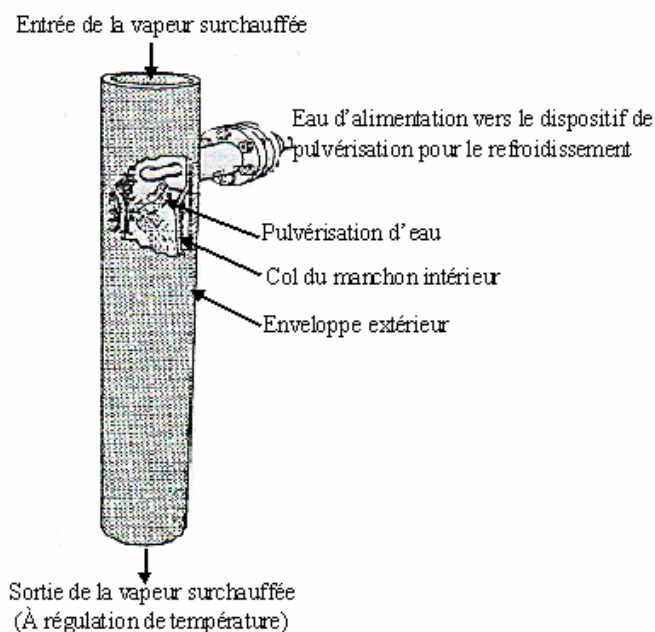 Entrée de la vapeur surchauffée
Eau d'alimentation vers le dispositif de
pulvérisation pour le refroidissement
Pulvérisation d'eau
Col du manchon intérieur
Enveloppe extérieur
Sortie de la vapeur surchauffée
(À régulation de température)